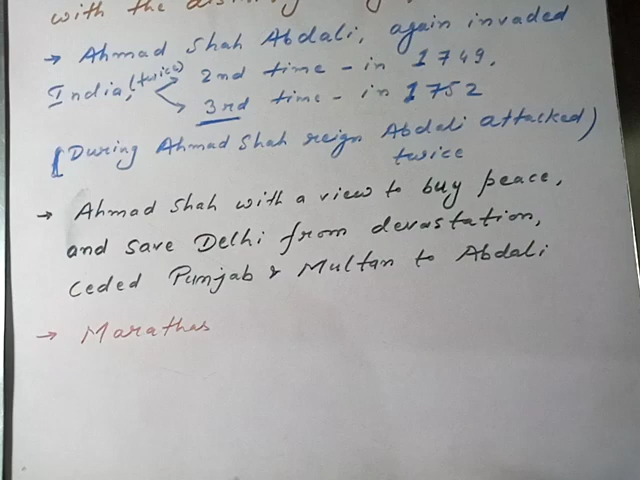 with the
→ Ahmad Shah Abdali, again invaded
India, (twice) → 2nd time - in 1749.
→ 3rd time - in 1752
(During Ahmad Shah reign Abdali attacked)
twice
→ Ahmad Shah with a view to buy peace,
and save Delhi from devastation,
Ceded Punjab & Multan to Abdali
→ Marathas